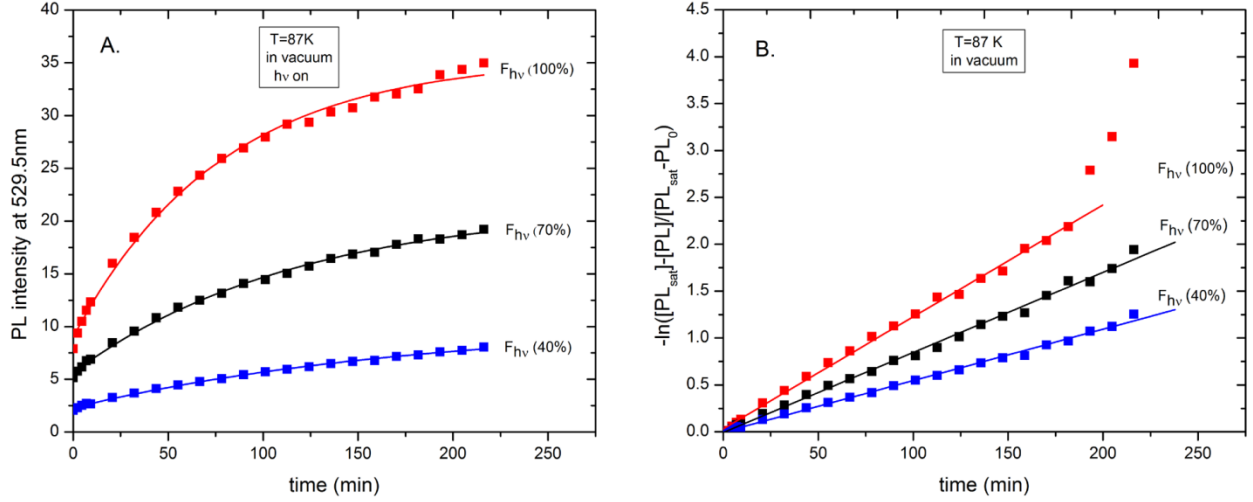 A.
T=87K
in vacuum
hν on
PL intensity at 529.5nm
40
35
30
25
20
15
10
5
0
0
50
100
150
200
250
time (min)
Fhν (100%)
Fhν (70%)
Fhν (40%)
B.
T=87 K
in vacuum
-ln([PLsat]-[PL]/[PLsat-PL0)
4.5
4.0
3.5
3.0
2.5
2.0
1.5
1.0
0.5
0.0
0
50
100
150
200
250
time (min)
Fhν (100%)
Fhν (70%)
Fhν (40%)